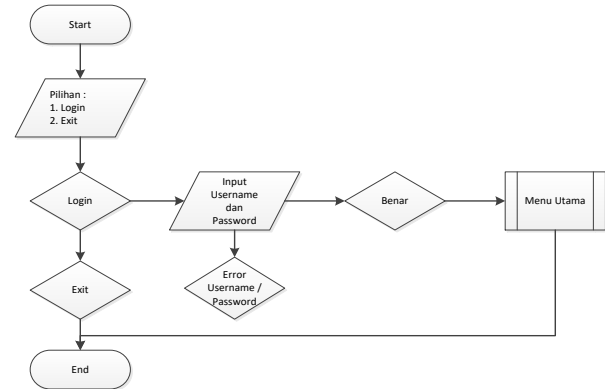 Start
Pilihan :
1. Login
2. Exit
Login
Input
Username
dan
Password
Benar
Menu Utama
Exit
Error
Username /
Password
End